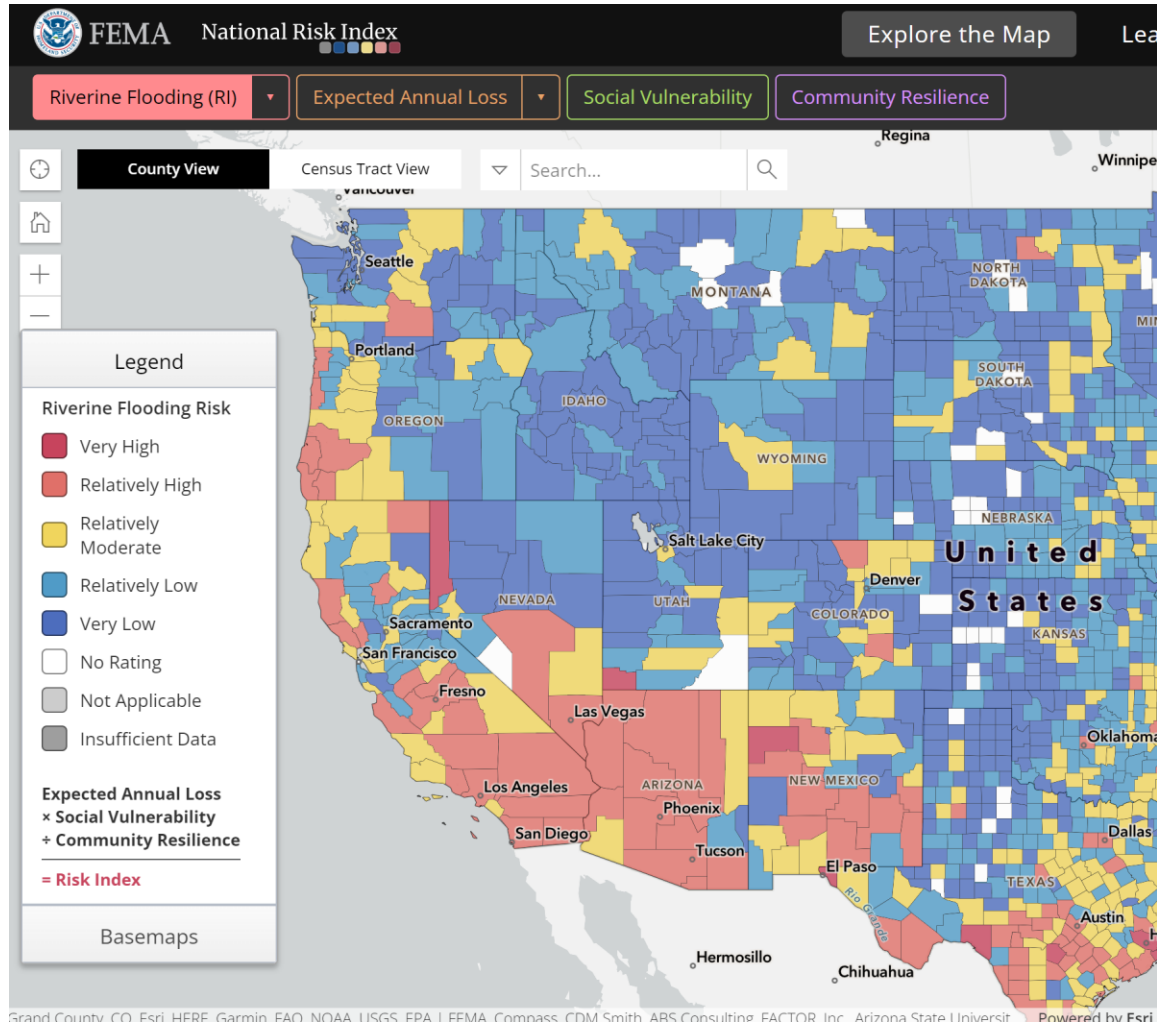 FEMA National Risk Index
Explore the Map
Riverine Flooding (RI)
Expected Annual Loss
Social Vulnerability
Community Resilience
County View
Census Tract View
Search...
Regina
Vancouver
Seattle
MONTANA
NORTH
DAKOTA
Portland
SOUTH
DAKOTA
OREGON
IDAHO
WYOMING
NEBRASKA
Salt Lake City
United
States
Denver
NEVADA
UTAH
COLORADO
KANSAS
Sacramento
San Francisco
Fresno
Las Vegas
Los Angeles
ARIZONA
NEW MEXICO
Phoenix
San Diego
Tucson
El Paso
Dallas
TEXAS
Rio Grande
Austin
Hermosillo
Chihuahua
Legend
Riverine Flooding Risk
Very High
Relatively High
Relatively
Moderate
Relatively Low
Very Low
No Rating
Not Applicable
Insufficient Data
Expected Annual Loss
× Social Vulnerability
÷ Community Resilience
= Risk Index
Basemaps
Grand County, CO, Esri, HERE, Garmin, FAO, NOAA, USGS, EPA | FEMA, Compass, CDM Smith, ABS Consulting, FACTOR, Inc., Arizona State Universit... Powered by Esri